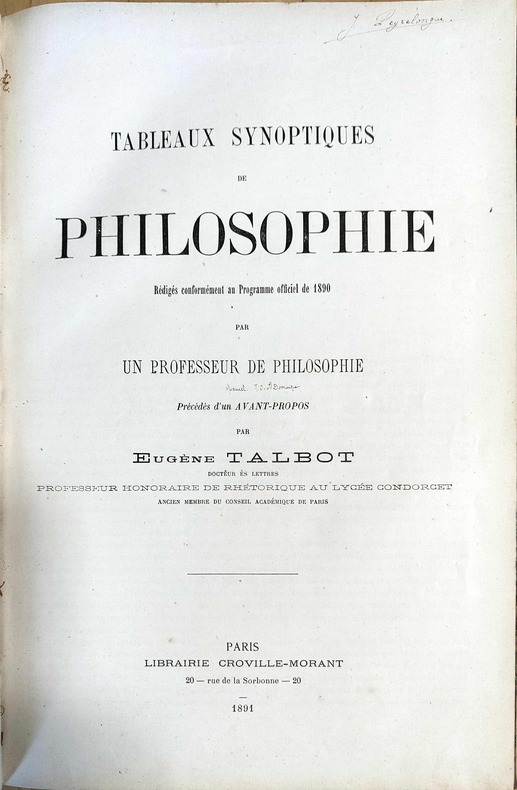 TABLEAUX SYNOPTIQUES
DE
PHILOSOPHIE
Rédigés conformément au Programme officiel de 1890
PAR
UN PROFESSEUR DE PHILOSOPHIE
Précédés d'un AVANT-PROPOS
PAR
EUGÈNE TALBOT
DOCTEUR ÈS LETTRES
PROFESSEUR HONORAIRE DE RHÉTORIQUE AU LYCÉE CONDORCET
ANCIEN MEMBRE DU CONSEIL ACADÉMIQUE DE PARIS
PARIS
LIBRAIRIE CROVILLE-MORANT
20 — rue de la Sorbonne — 20
1891